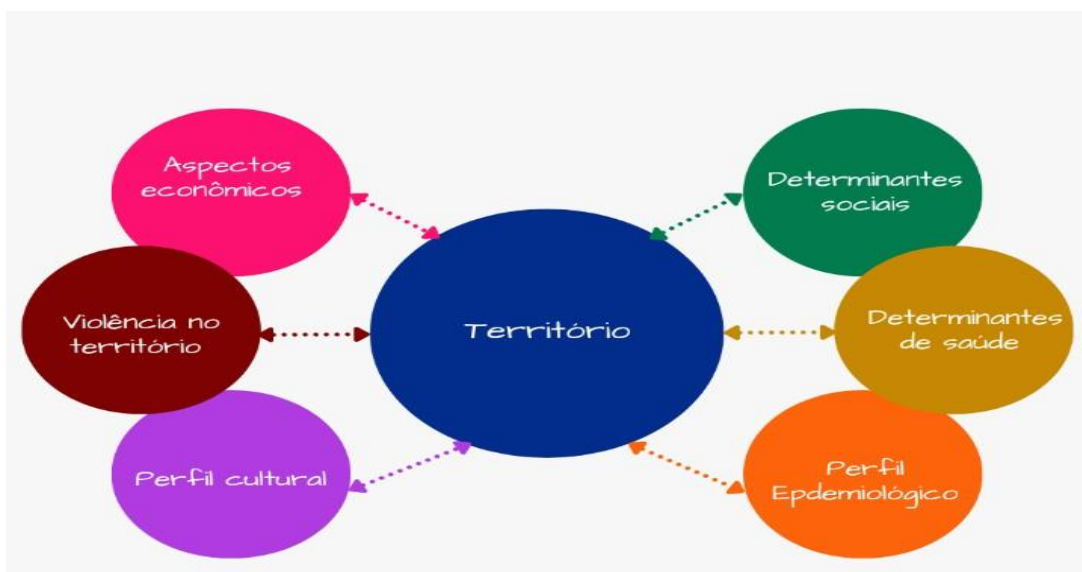 Aspectos
econômicos
Determinantes
sociais
Violência no
território
Território
Determinantes
de saúde
Perfil cultural
Perfil
Epdemiológico